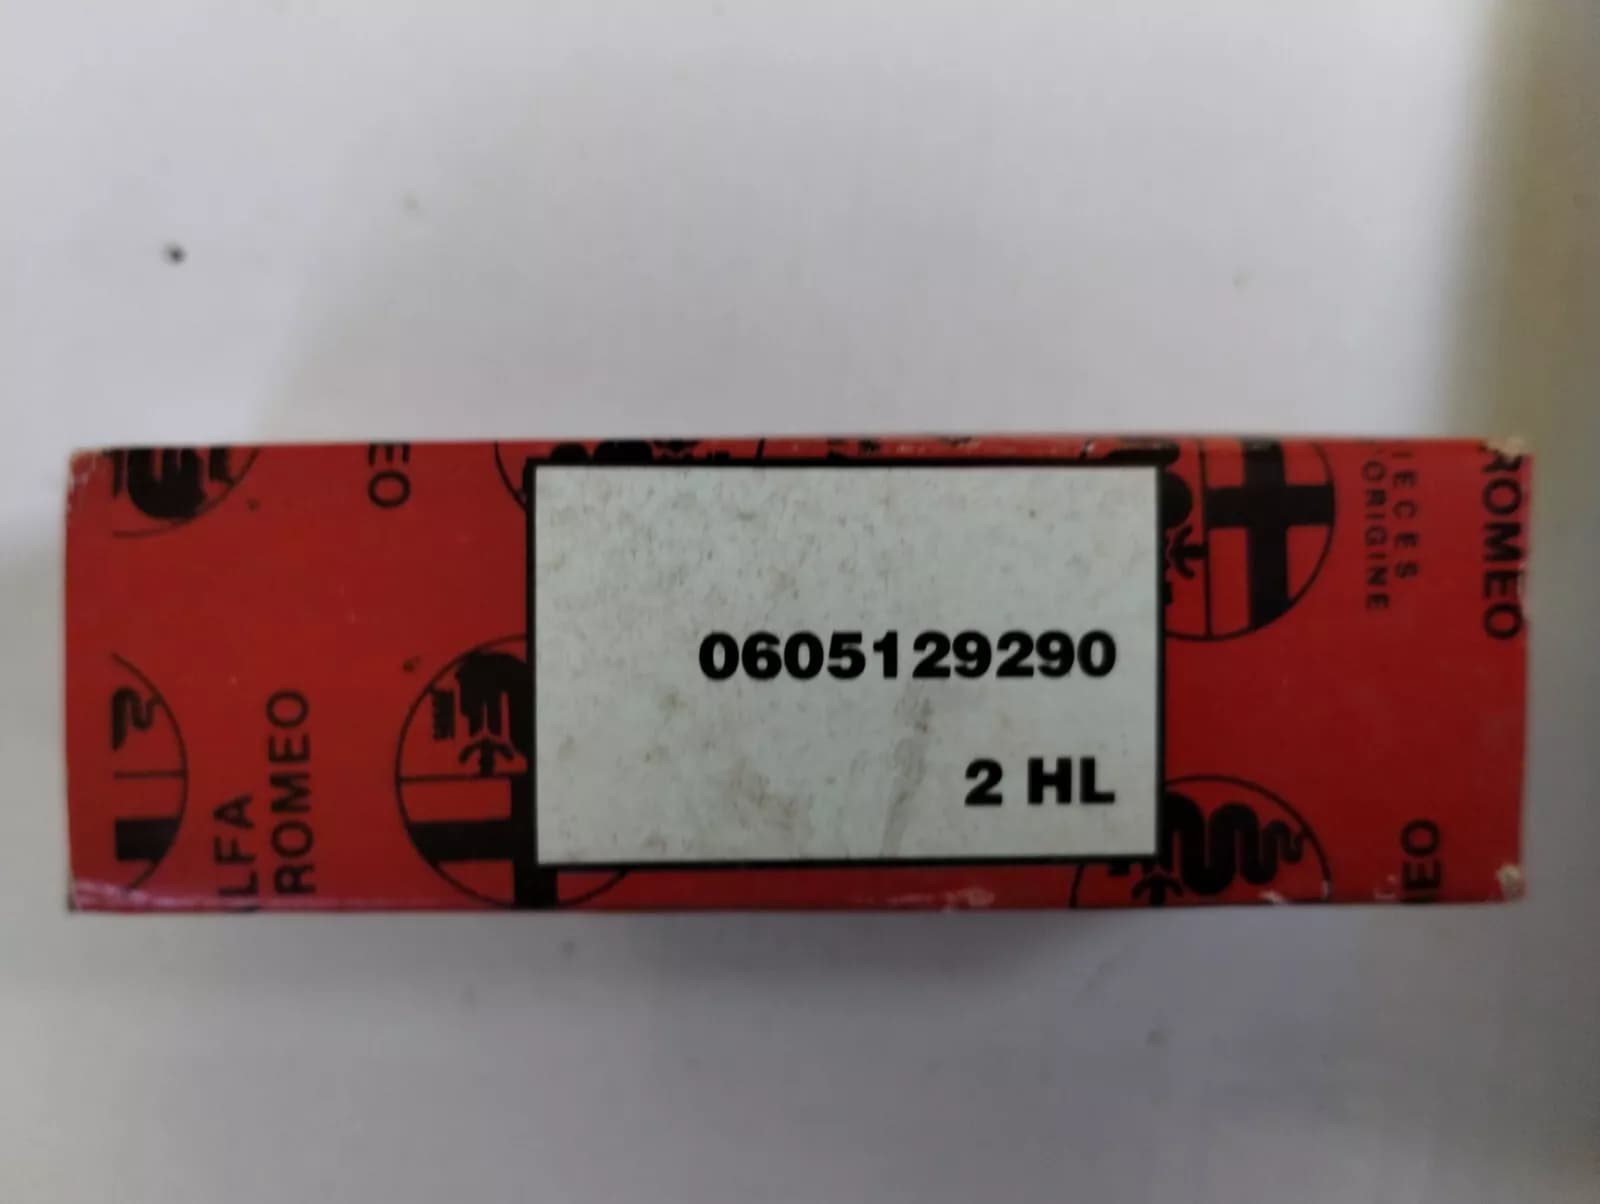 0605129290
2 HL
ROMEO
IECES
'ORIGINE
ROMEO
LFA
EO
EO